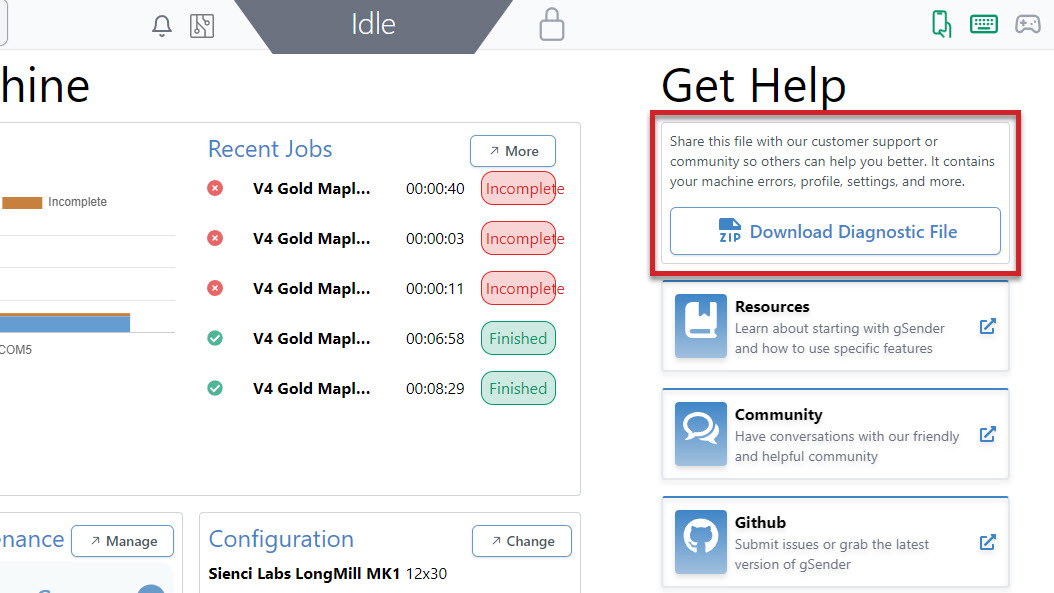 Idle
hine
Get Help
Share this file with our customer support or
community so others can help you better. It contains
your machine errors, profile, settings, and more.
ZIP Download Diagnostic File
Recent Jobs
More
V4 Gold Mapl... 00:00:40 Incomplete
V4 Gold Mapl... 00:00:03 Incomplete
V4 Gold Mapl... 00:00:11 Incomplete
V4 Gold Mapl... 00:06:58 Finished
V4 Gold Mapl... 00:08:29 Finished
Incomplete
COM5
Resources
Learn about starting with gSender
and how to use specific features
Community
Have conversations with our friendly
and helpful community
Github
Submit issues or grab the latest
version of gSender
enance
Manage
Configuration
Change
Sienci Labs LongMill MK1 12x30